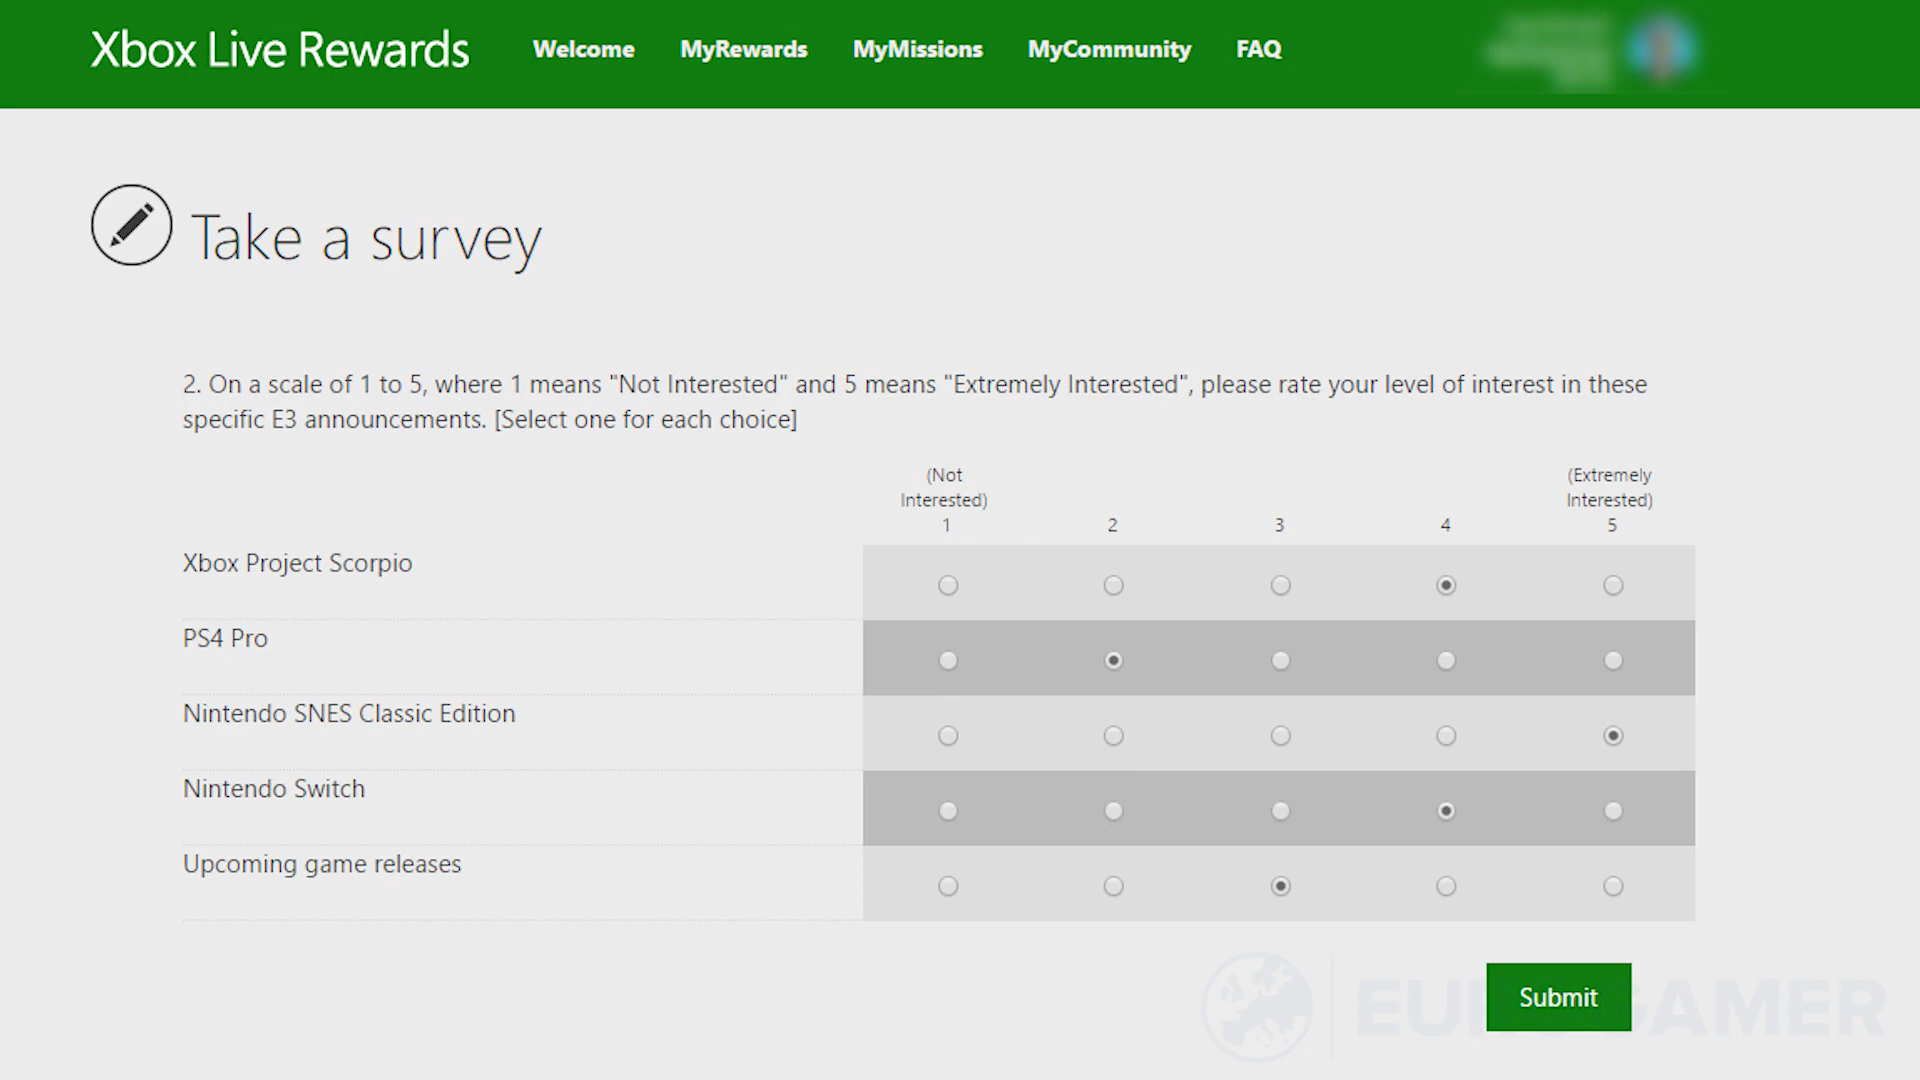 Xbox Live Rewards
Welcome
MyRewards
MyMissions
MyCommunity
FAQ
Take a survey
2. On a scale of 1 to 5, where 1 means "Not Interested" and 5 means "Extremely Interested", please rate your level of interest in these
specific E3 announcements. [Select one for each choice]
(Not
Interested)
1
2
3
4
(Extremely
Interested)
5
Xbox Project Scorpio
PS4 Pro
Nintendo SNES Classic Edition
Nintendo Switch
Upcoming game releases
Submit